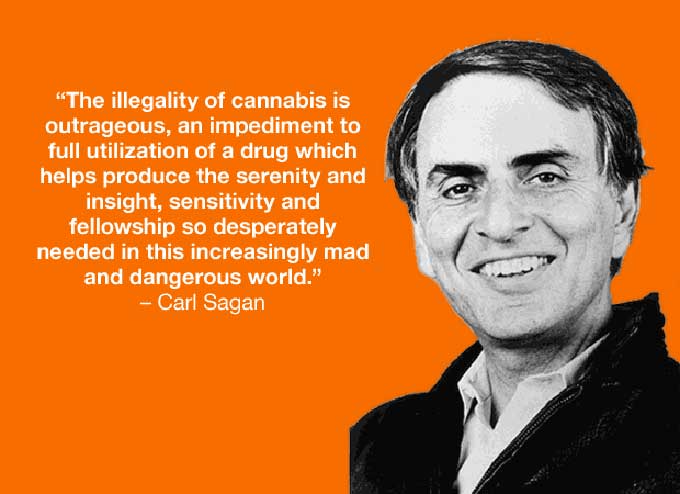 “The illegality of cannabis is
outrageous, an impediment to
full utilization of a drug which
helps produce the serenity and
insight, sensitivity and
fellowship so desperately
needed in this increasingly mad
and dangerous world.”
– Carl Sagan